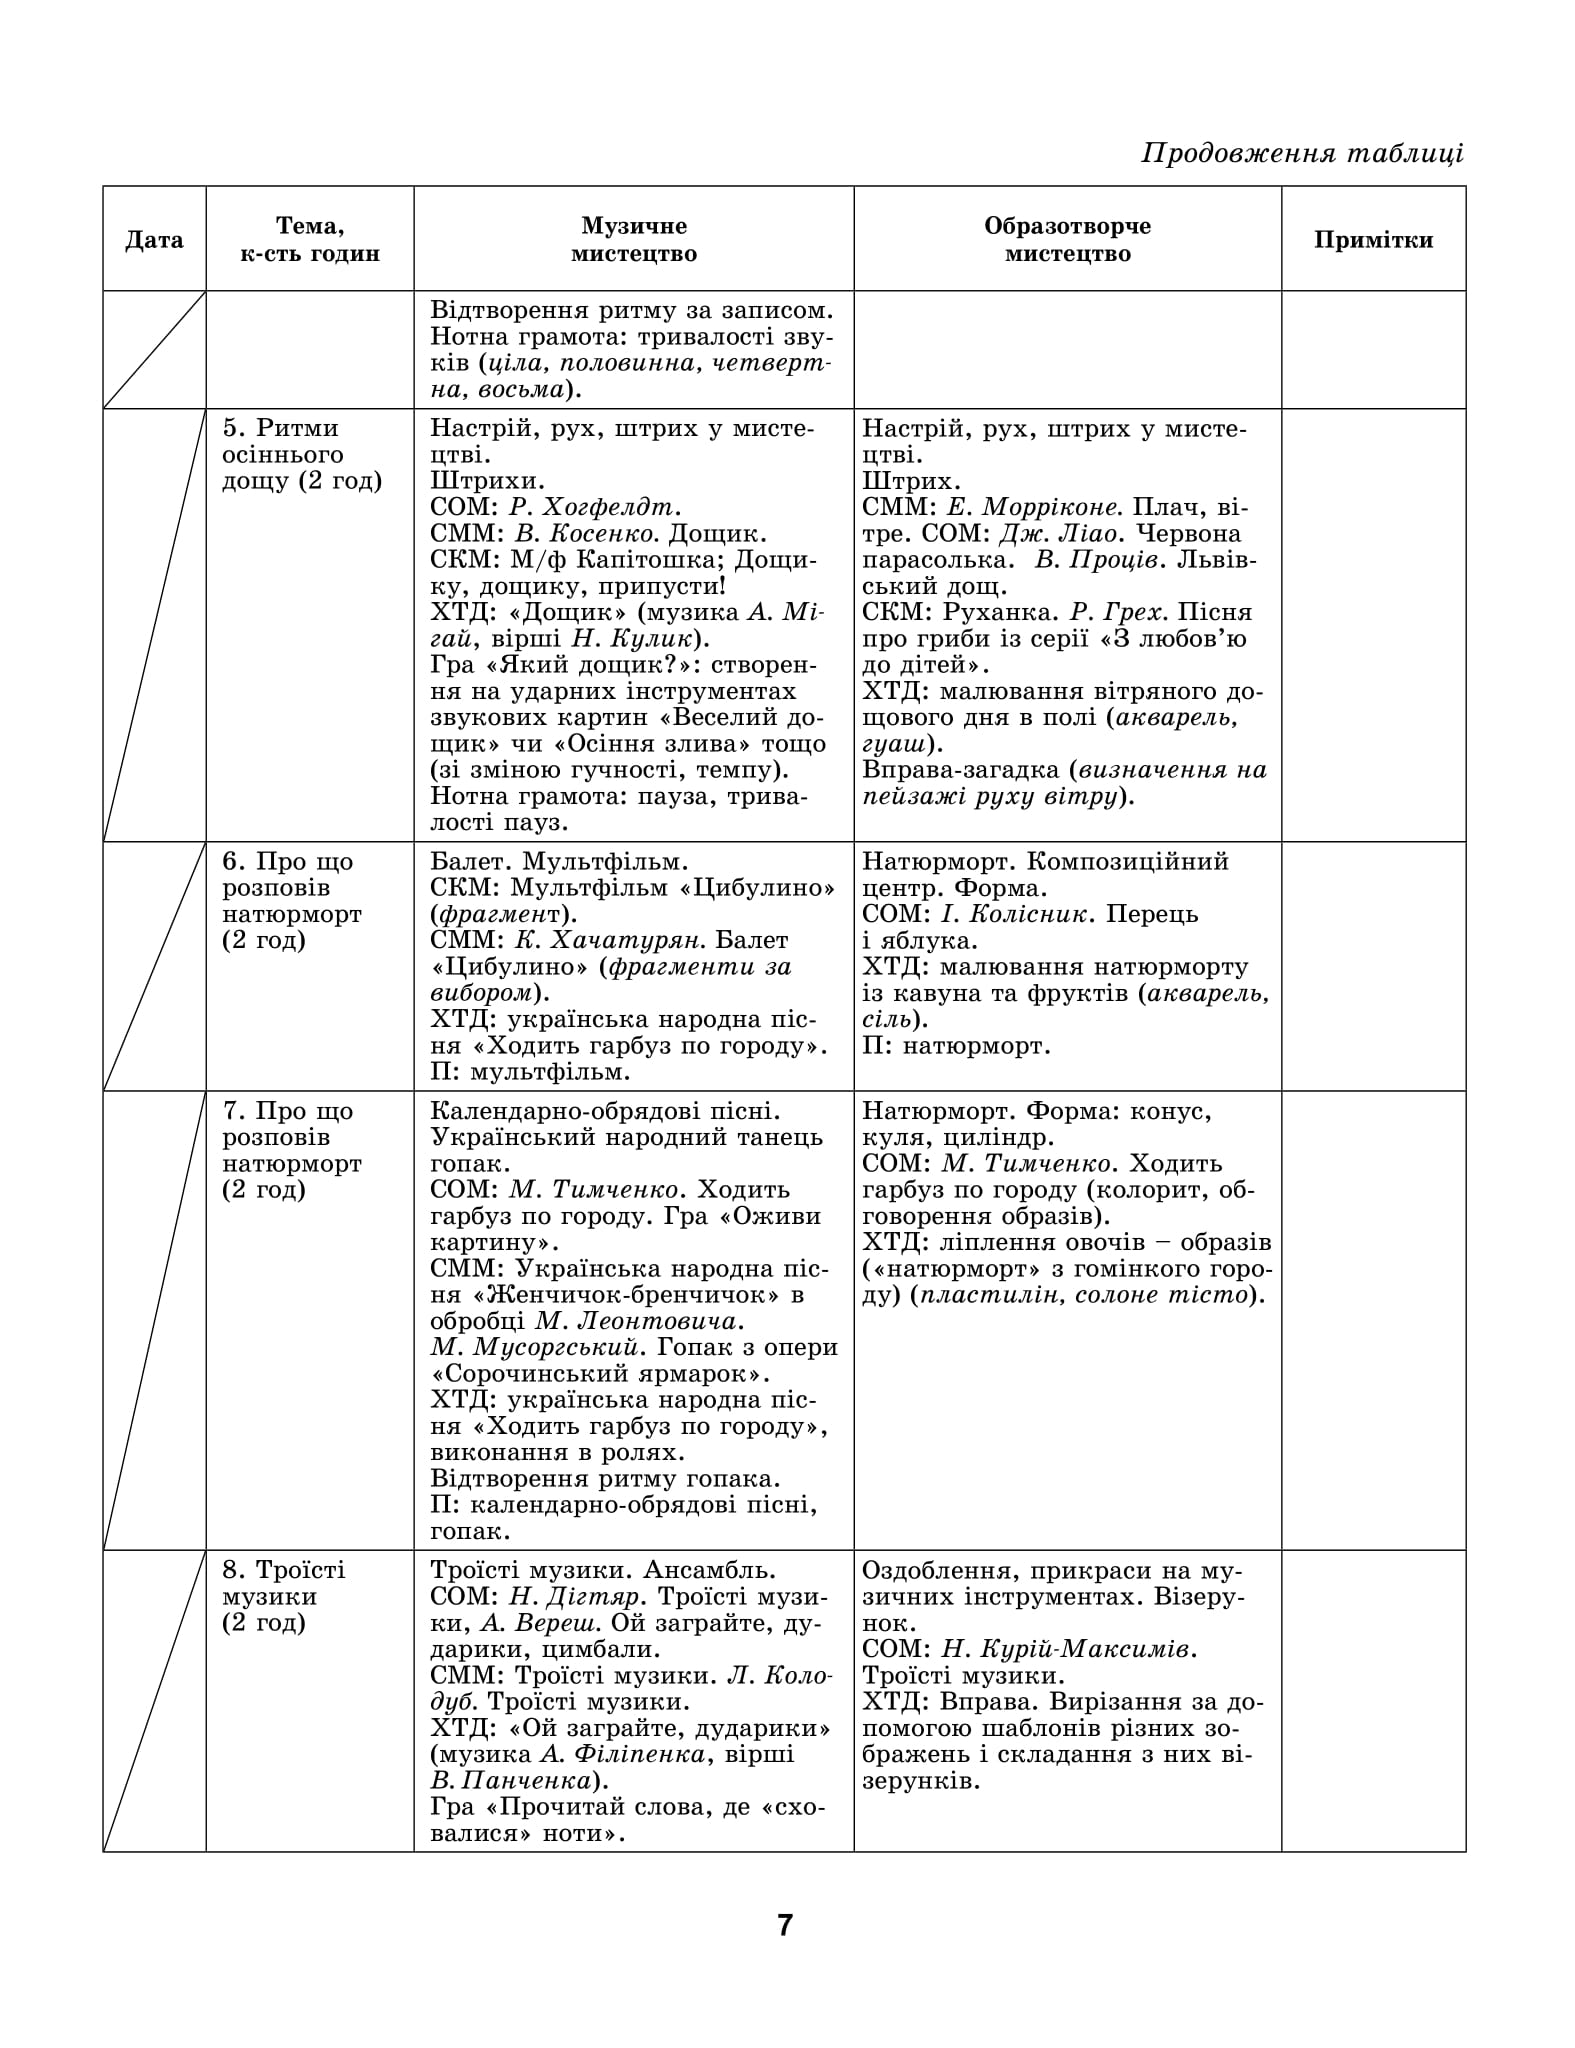 Продовження таблиці
Дата
Тема,
к-сть годин
Музичне
мистецтво
Образотворче
мистецтво
Примітки
Відтворення ритму за записом.
Нотна грамота: тривалості зву-
ків (ціла, половинна, четверт-
на, восьма).
5. Ритми
осіннього
дощу (2 год)
Настрій, рух, штрих у мисте-
цтві.
Штрихи.
СОМ: Р. Хогфелдт.
СММ: В. Косенко. Дощик.
СКМ: М/ф Капітошка; Дощи-
ку, дощику, припусти!
ХТД: «Дощик» (музика А. Мі-
гай, вірші Н. Кулик).
Гра «Який дощик?»: створен-
ня на ударних інструментах
звукових картин «Веселий до-
щик» чи «Осіння злива» тощо
(зі зміною гучності, темпу).
Нотна грамота: пауза, трива-
лості пауз.
Настрій, рух, штрих у мисте-
цтві.
Штрих.
СММ: Е. Морріконе. Плач, ві-
тре. СОМ: Дж. Ліао. Червона
парасолька. В. Проців. Львів-
ський дощ.
СКМ: Руханка. Р. Грех. Пісня
про гриби із серії «З любов’ю
до дітей».
ХТД: малювання вітряного до-
щового дня в полі (акварель,
гуаш).
Вправа-загадка (визначення на
пейзажі руху вітру).
6. Про що
розповів
натюрморт
(2 год)
Балет. Мультфільм.
СКМ: Мультфільм «Цибулино»
(фрагмент).
СММ: К. Хачатурян. Балет
«Цибулино» (фрагменти за
вибором).
ХТД: українська народна піс-
ня «Ходить гарбуз по городу».
П: мультфільм.
Натюрморт. Композиційний
центр. Форма.
СОМ: І. Колісник. Перець
і яблука.
ХТД: малювання натюрморту
із кавуна та фруктів (акварель,
сіль).
П: натюрморт.
7. Про що
розповів
натюрморт
(2 год)
Календарно-обрядові пісні.
Український народний танець
гопак.
СОМ: М. Тимченко. Ходить
гарбуз по городу. Гра «Оживи
картину».
СММ: Українська народна піс-
ня «Женчичок-бренчичок» в
обробці М. Леонтовича.
М. Мусоргський. Гопак з опери
«Сорочинський ярмарок».
ХТД: українська народна піс-
ня «Ходить гарбуз по городу»,
виконання в ролях.
Відтворення ритму гопака.
П: календарно-обрядові пісні,
гопак.
Натюрморт. Форма: конус,
куля, циліндр.
СОМ: М. Тимченко. Ходить
гарбуз по городу (колорит, об-
говорення образів).
ХТД: ліплення овочів – образів
(«натюрморт» з гомінкого горо-
ду) (пластилін, солоне тісто).
8. Троїсті
музики
(2 год)
Троїсті музики. Ансамбль.
СОМ: Н. Дігтяр. Троїсті музи-
ки, А. Вереш. Ой заграйте, ду-
дарики, цимбали.
СММ: Троїсті музики. Л. Коло-
дуб. Троїсті музики.
ХТД: «Ой заграйте, дударики»
(музика А. Філіпенка, вірші
В. Панченка).
Гра «Прочитай слова, де «схо-
валися» ноти».
Оздоблення, прикраси на му-
зичних інструментах. Візеру-
нок.
СОМ: Н. Курій-Максимів.
Троїсті музики.
ХТД: Вправа. Вирізання за до-
помогою шаблонів різних зо-
бражень і складання з них ві-
зерунків.
7